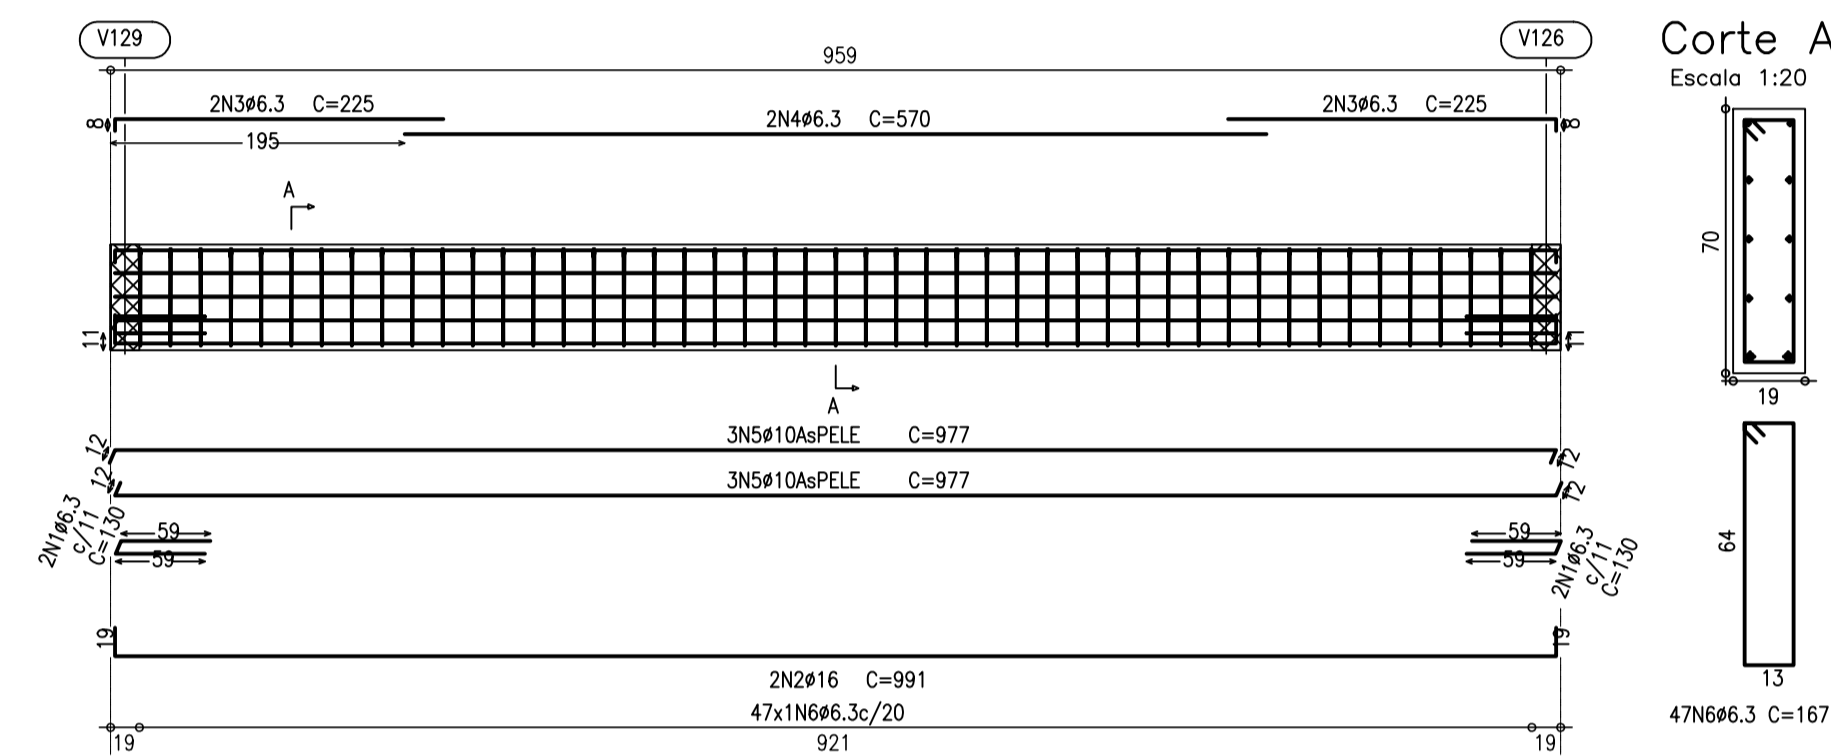 V129
V126
959
2N3ø6.3 C=225
2N4ø6.3 C=570
2N3ø6.3 C=225
8
8
195
A
11
11
A
3N5ø10AsPELE C=977
12
12
3N5ø10AsPELE C=977
12
12
2N1ø6.3
c/11
C=130
59
59
59
59
2N1ø6.3
c/11
C=130
19
19
2N2ø16 C=991
47x1N6ø6.3c/20
19
921
19
Corte A
Escala 1:20
70
19
64
13
47N6ø6.3 C=167